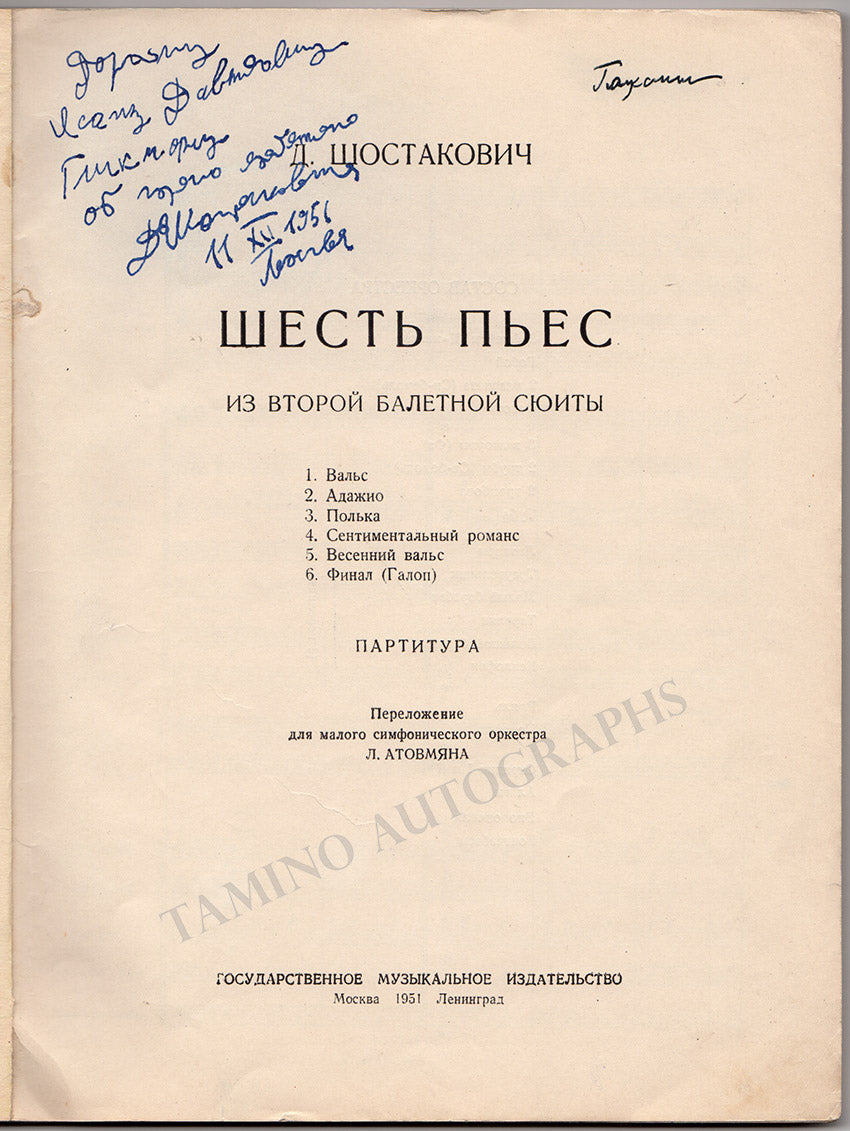 Дорогому
Исааку Давидовичу
Гликману
от
Д Шостаковича
11 XII 1951
Москва
Д. ШОСТАКОВИЧ
ШЕСТЬ ПЬЕС
ИЗ ВТОРОЙ БАЛЕТНОЙ СЮИТЫ
1. Вальс
2. Адажио
3. Полька
4. Сентиментальный романс
5. Весенний вальс
6. Финал (Галоп)
ПАРТИТУРА
Переложение
для малого симфонического оркестра
Л. АТОВМЯНА
TAMINO AUTOGRAPHS
ГОСУДАРСТВЕННОЕ МУЗЫКАЛЬНОЕ ИЗДАТЕЛЬСТВО
Москва 1951 Ленинград